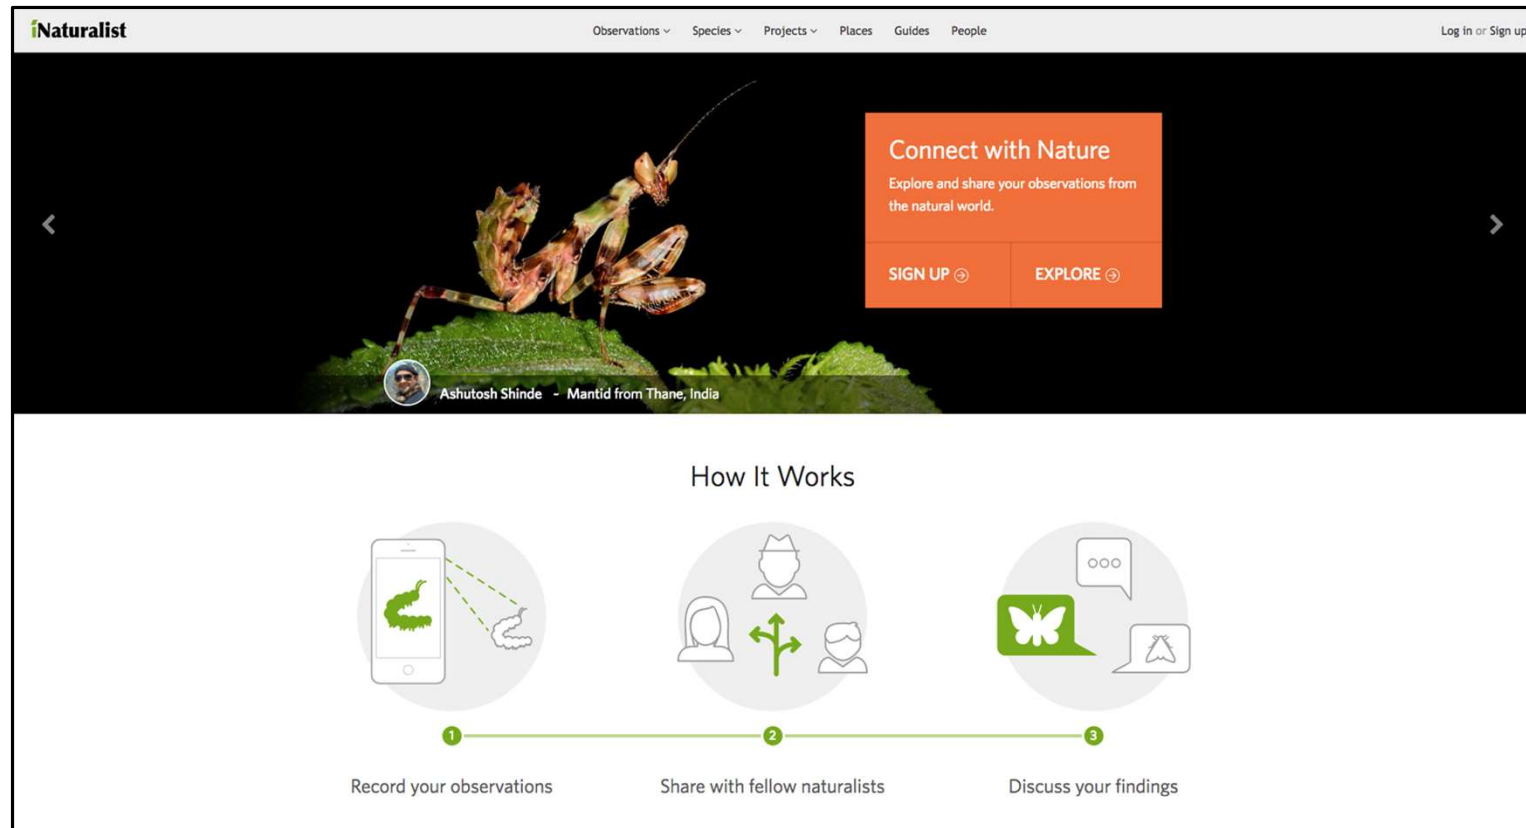 iNaturalist
Observations Species Projects Places Guides People
Log in or Sign up
Connect with Nature
Explore and share your observations from
the natural world.
SIGN UP EXPLORE
Ashutosh Shinde - Mantid from Thane, India
How It Works
1 2 3
Record your observations
Share with fellow naturalists
Discuss your findings